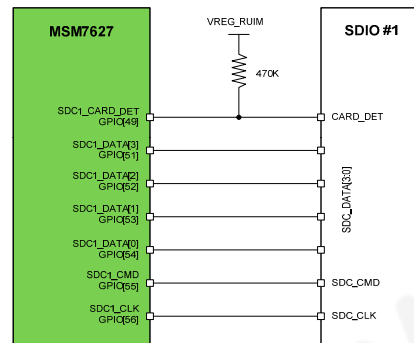 MSM7627
VREG_RUIM
SDIO #1
470K
SDC1_CARD_DET
GPIO[49]
CARD_DET
SDC1_DATA[3]
GPIO[51]
SDC1_DATA[2]
GPIO[52]
SDC1_DATA[1]
GPIO[53]
SDC1_DATA[0]
GPIO[54]
SDC_DATA[3:0]
SDC1_CMD
GPIO[55]
SDC_CMD
SDC1_CLK
GPIO[56]
SDC_CLK